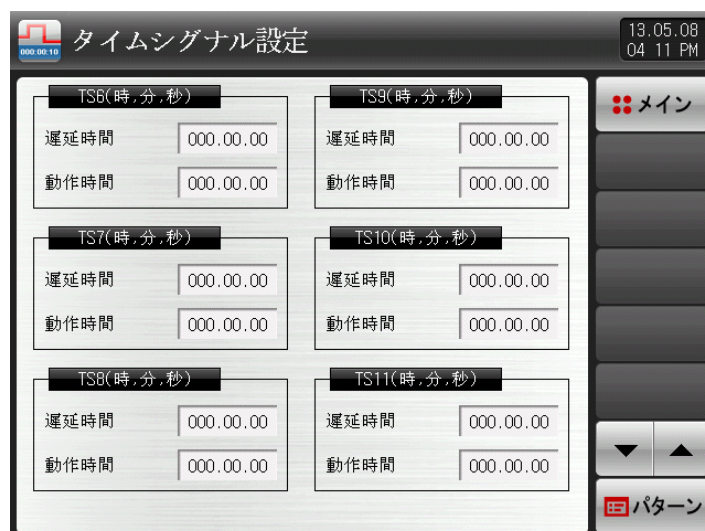 000:00:10
タイムシグナル設定
13.05.08
04 11 PM
TS6(時,分,秒)
遅延時間 000.00.00
動作時間 000.00.00
TS9(時,分,秒)
遅延時間 000.00.00
動作時間 000.00.00
TS7(時,分,秒)
遅延時間 000.00.00
動作時間 000.00.00
TS10(時,分,秒)
遅延時間 000.00.00
動作時間 000.00.00
TS8(時,分,秒)
遅延時間 000.00.00
動作時間 000.00.00
TS11(時,分,秒)
遅延時間 000.00.00
動作時間 000.00.00
メイン
パターン